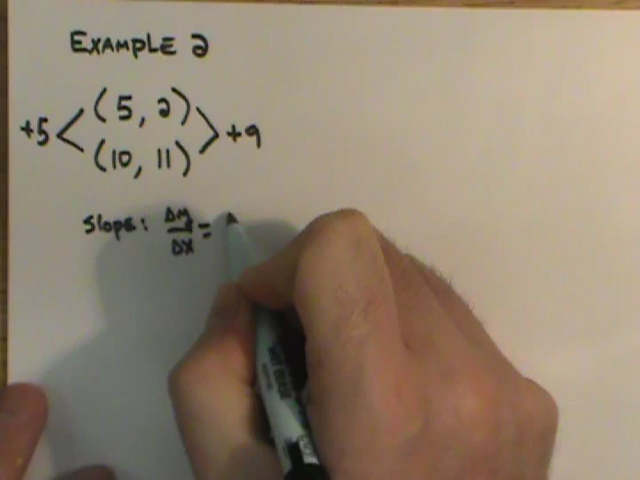 Example 2
+5 < (5, 2) > +9
(10, 11)
Slope: Δy/Δx =